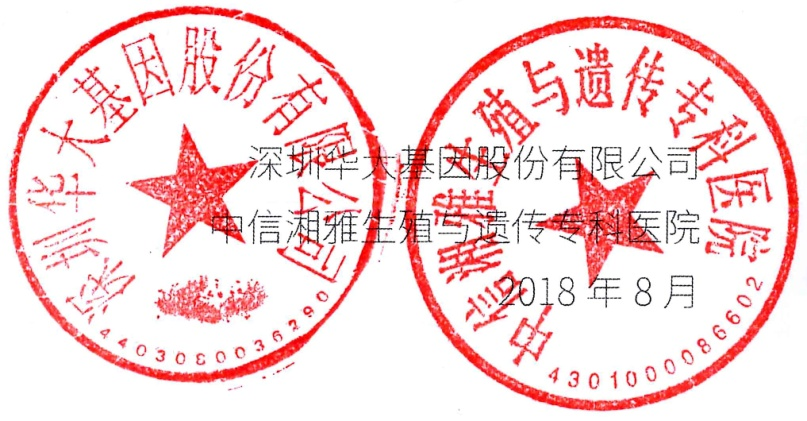 深圳华大基因股份有限公司
4403080036290
中信湘雅生殖与遗传专科医院
4301000086602
深圳华大基因股份有限公司
中信湘雅生殖与遗传专科医院
2018 年 8 月